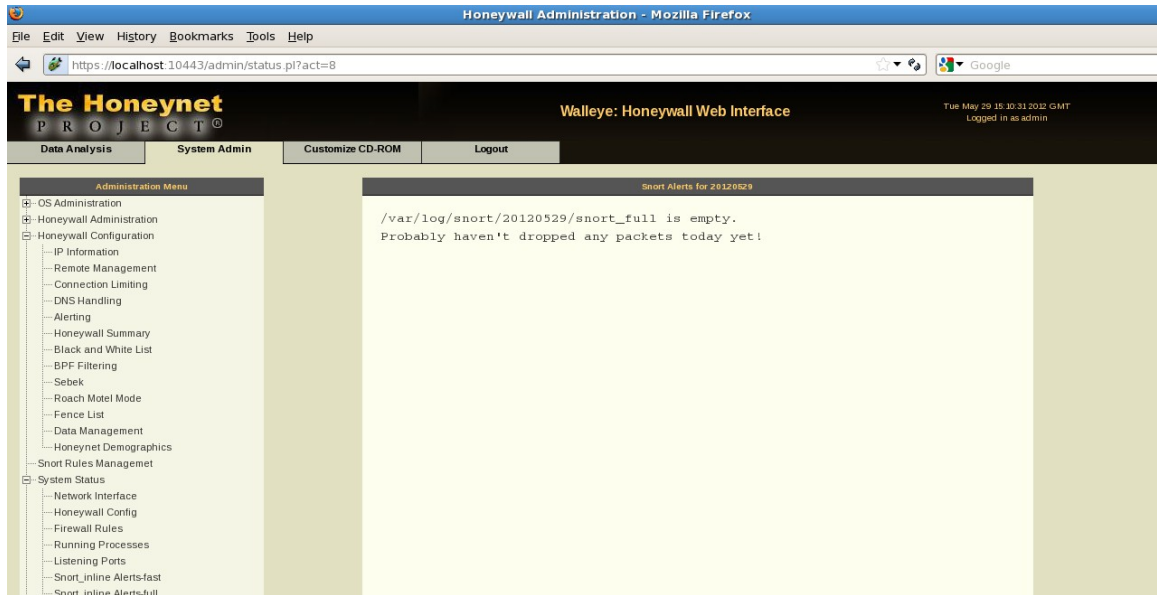 Honeywall Administration - Mozilla Firefox
File Edit View History Bookmarks Tools Help
https://localhost:10443/admin/status.pl?act=8
Google
The Honeynet
PROJECT®
Walleye: Honeywall Web Interface
Tue May 29 15:10:31 2012 GMT
Logged in as admin
Data Analysis System Admin Customize CD-ROM Logout
Administration Menu
OS Administration
Honeywall Administration
Honeywall Configuration
IP Information
Remote Management
Connection Limiting
DNS Handling
Alerting
Honeywall Summary
Black and White List
BPF Filtering
Sebek
Roach Motel Mode
Fence List
Data Management
Honeynet Demographics
Snort Rules Managemet
System Status
Network Interface
Honeywall Config
Firewall Rules
Running Processes
Listening Ports
Snort_inline Alerts-fast
Snort_inline Alerts-full
Snort Alerts for 20120529
/var/log/snort/20120529/snort_full is empty.
Probably haven't dropped any packets today yet!